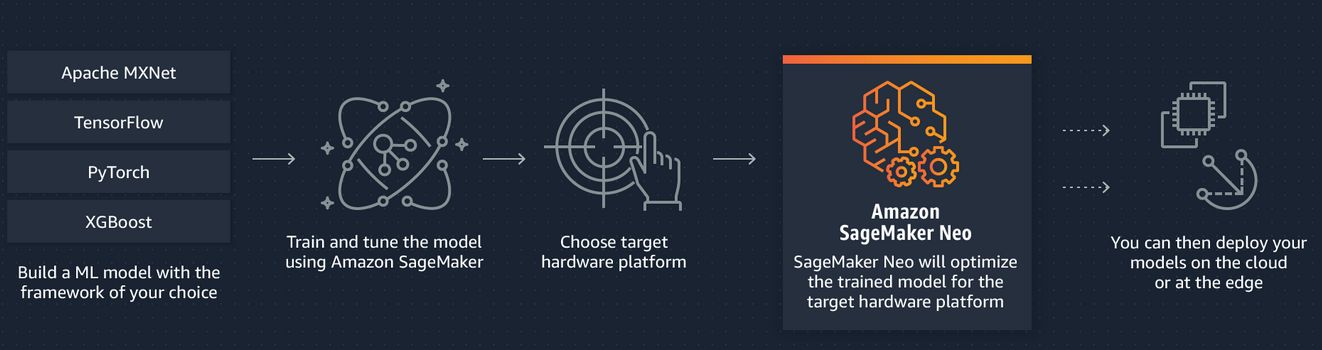 Apache MXNet
TensorFlow
PyTorch
XGBoost
Build a ML model with the
framework of your choice
Train and tune the model
using Amazon SageMaker
Choose target
hardware platform
Amazon
SageMaker Neo
SageMaker Neo will optimize
the trained model for the
target hardware platform
You can then deploy your
models on the cloud
or at the edge